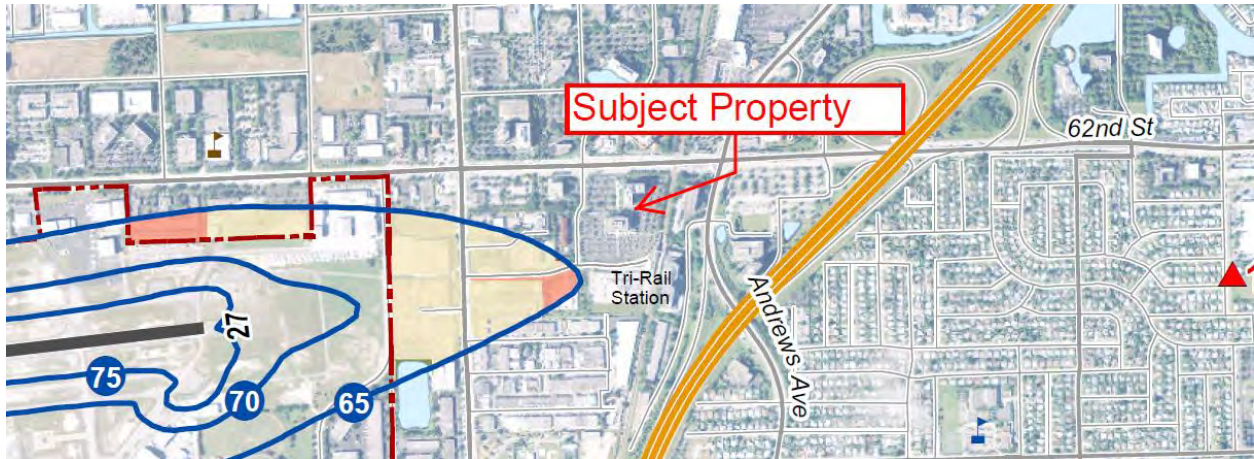 Subject Property
62nd St
Tri-Rail
Station
Andrews Ave
27
75
70
65